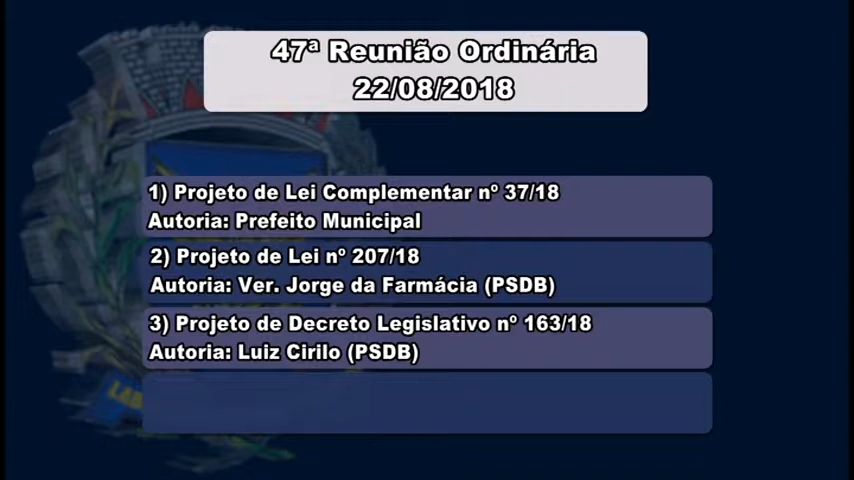 47ª Reunião Ordinária
22/08/2018
1) Projeto de Lei Complementar nº 37/18
Autoria: Prefeito Municipal
2) Projeto de Lei nº 207/18
Autoria: Ver. Jorge da Farmácia (PSDB)
3) Projeto de Decreto Legislativo nº 163/18
Autoria: Luiz Cirilo (PSDB)